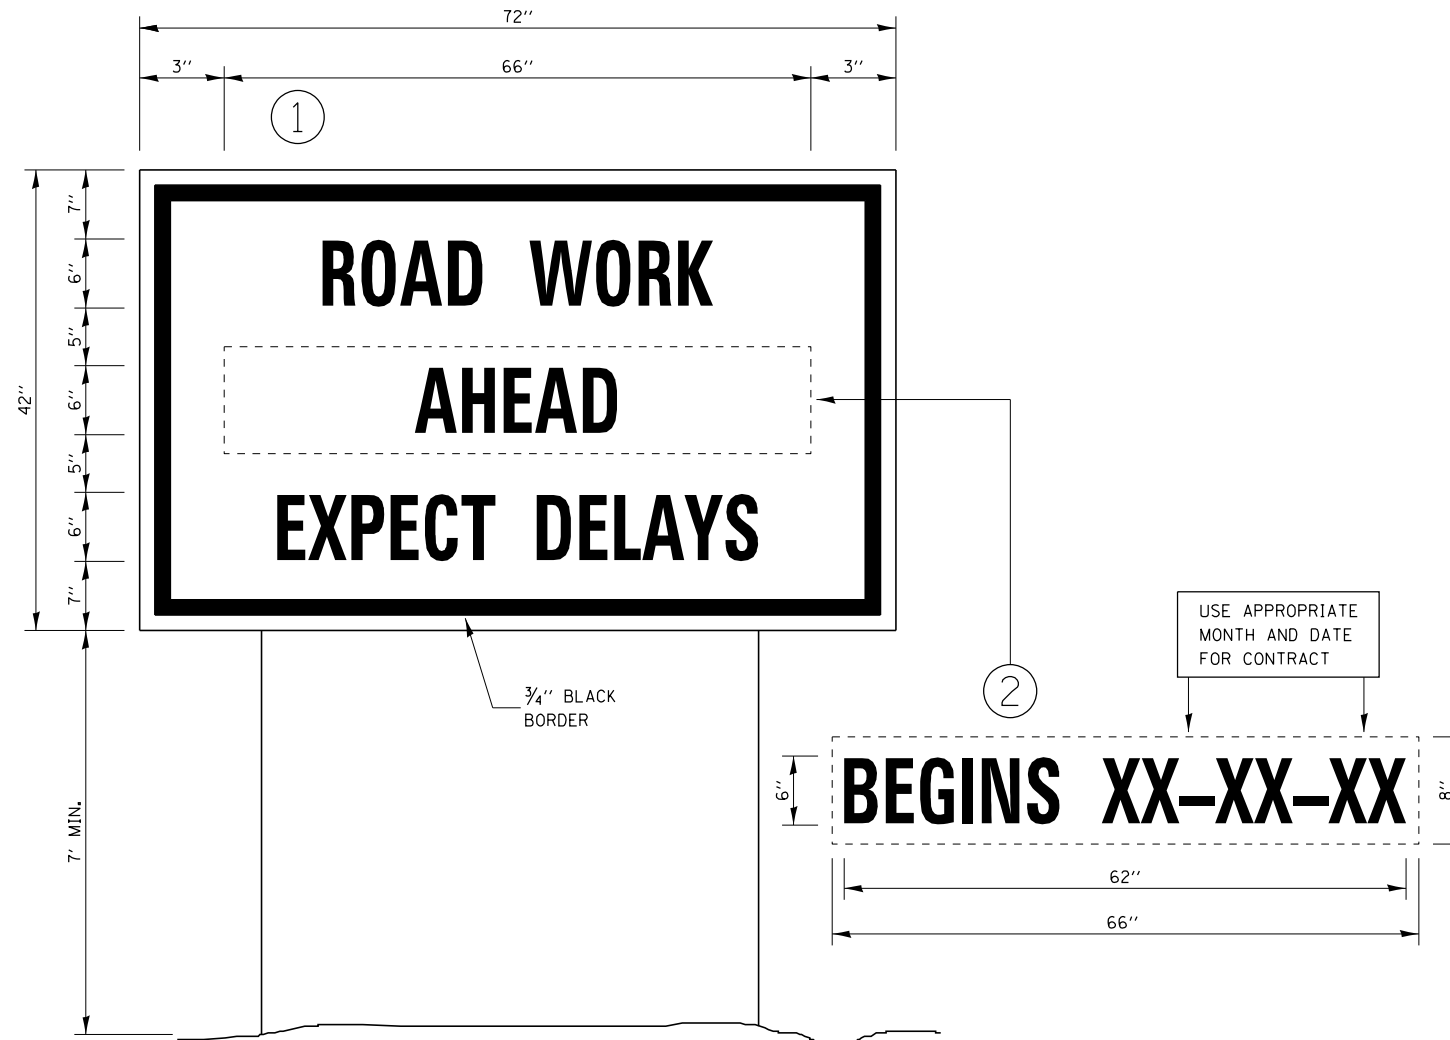 72''
3'' 66'' 3''
1
7''
6''
5''
6''
5''
6''
7''
42''
ROAD WORK
AHEAD
EXPECT DELAYS
¾'' BLACK
BORDER
7' MIN.
2
USE APPROPRIATE
MONTH AND DATE
FOR CONTRACT
6''
BEGINS XX-XX-XX
8''
62''
66''